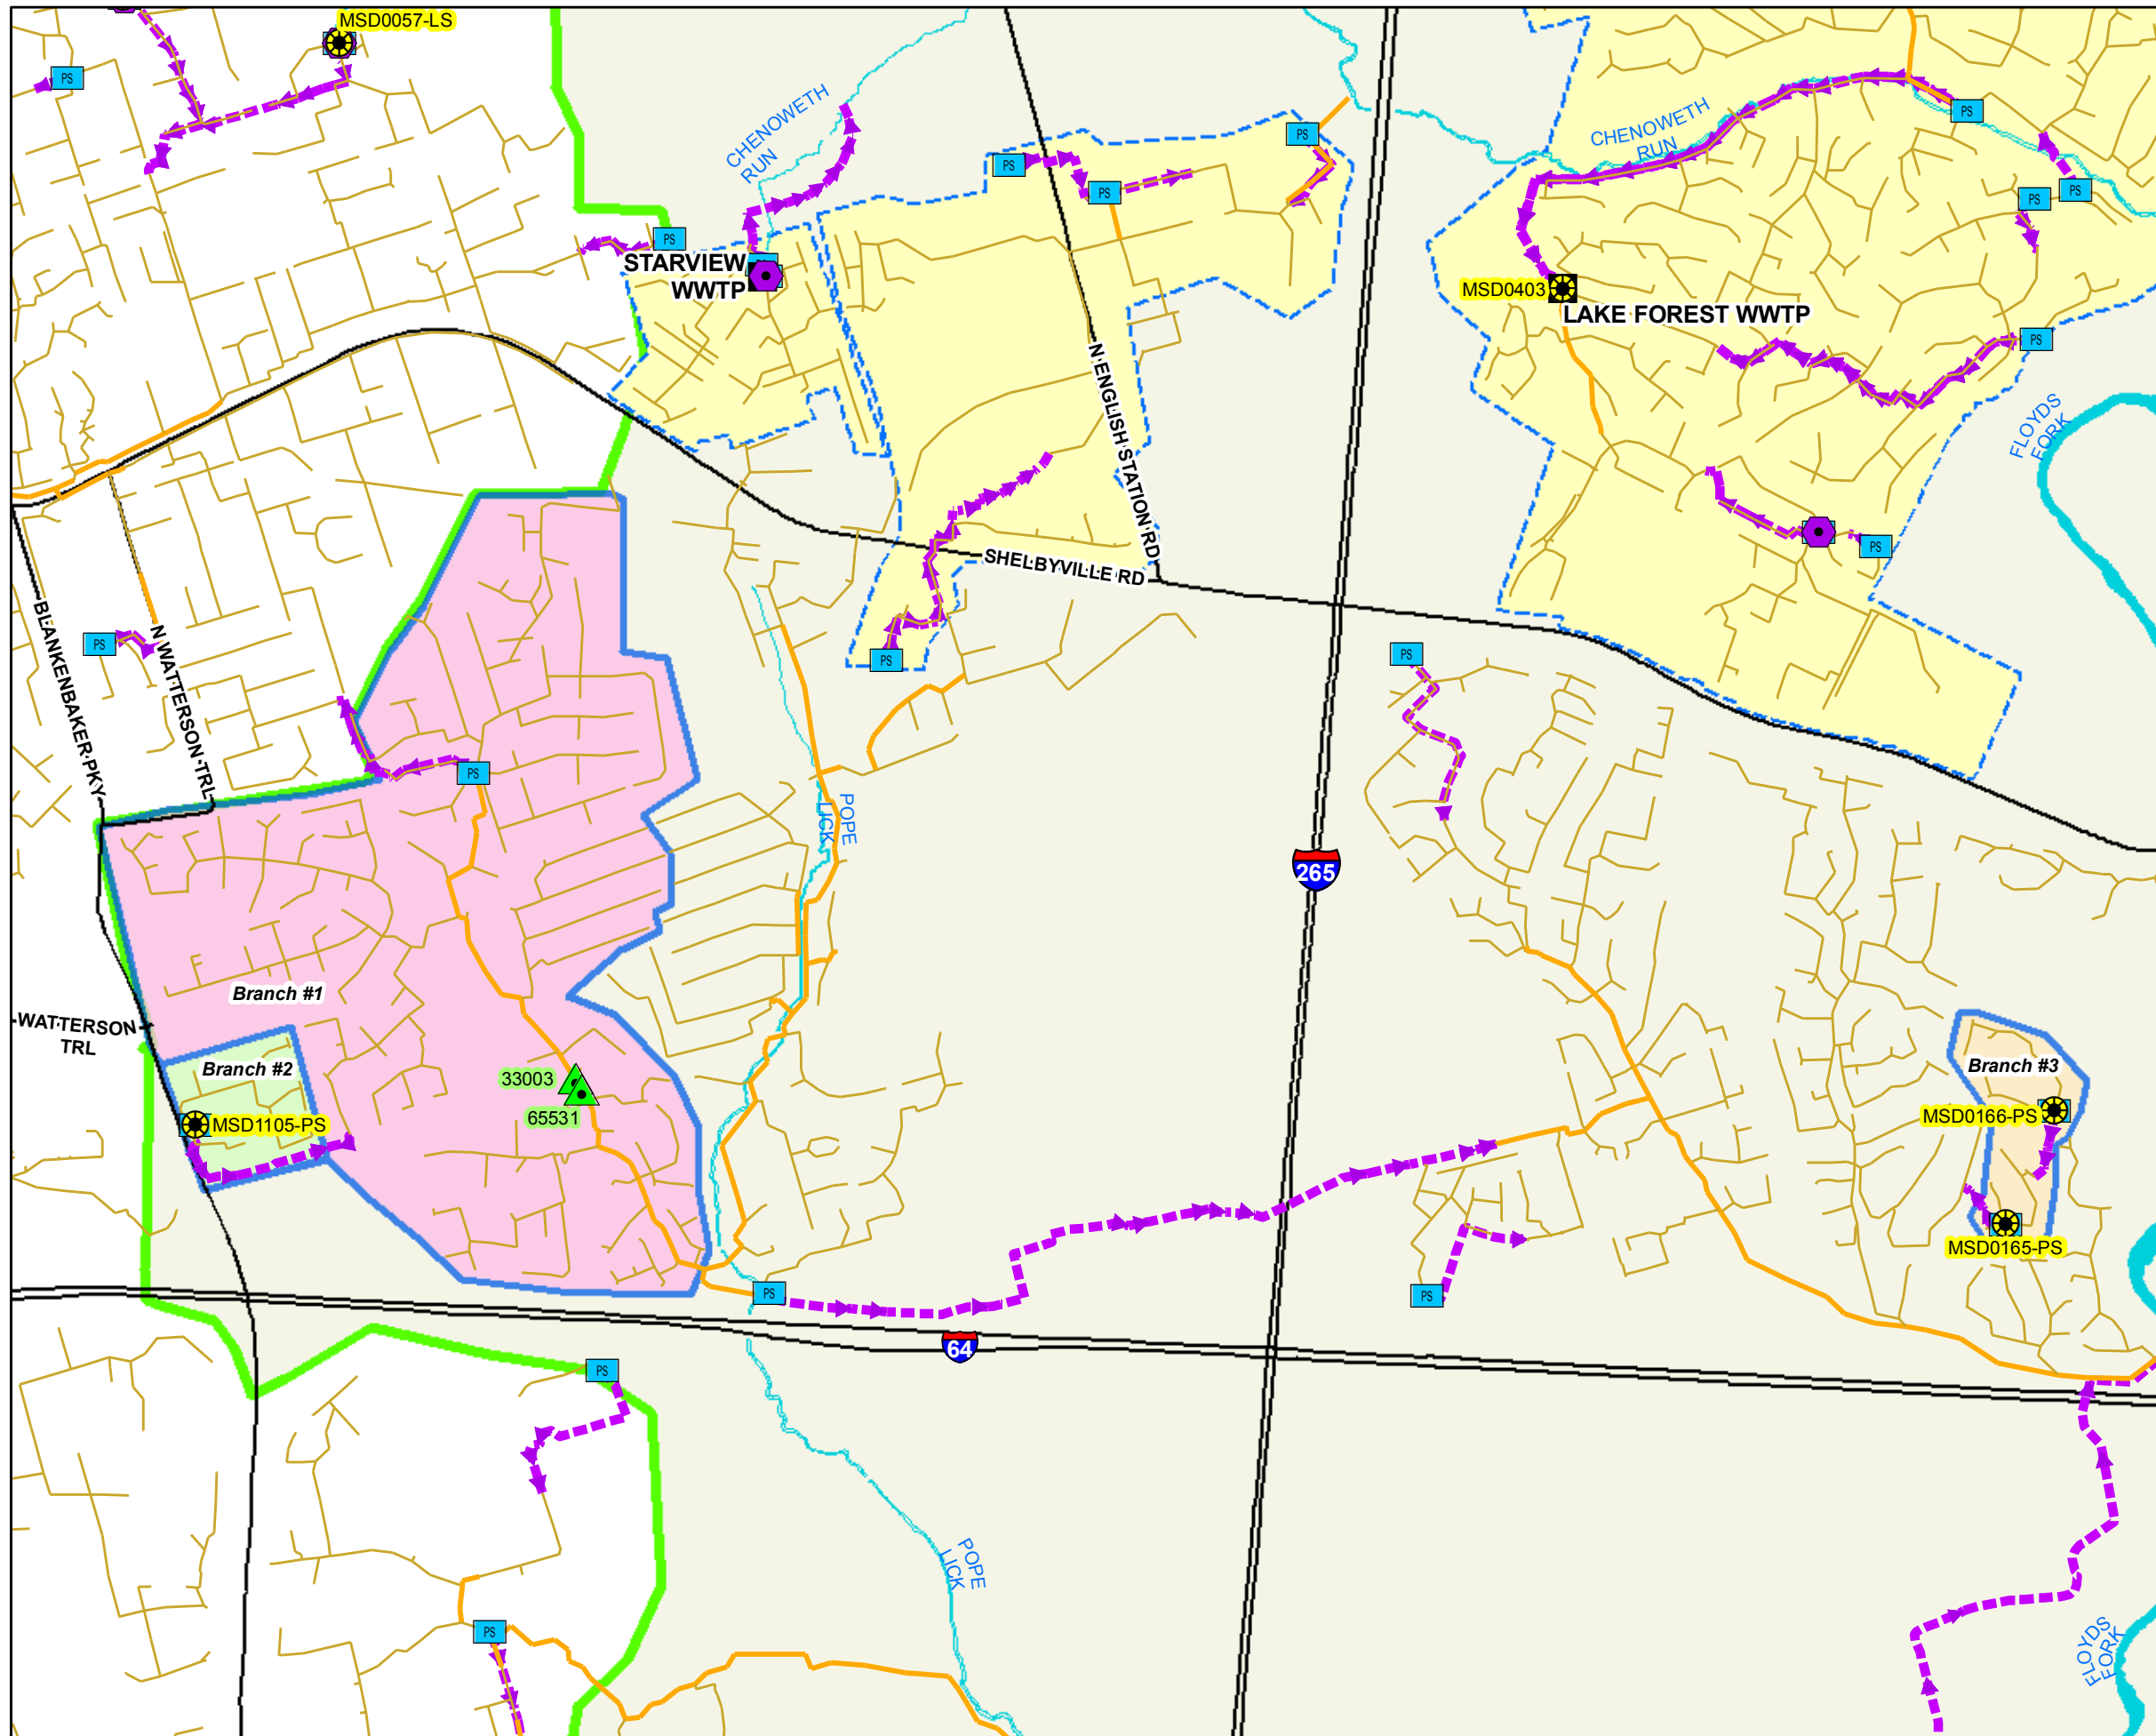 MSD0057-LS
PS
CHENOWETH
RUN
PS
PS
PS
PS
CHENOWETH
RUN
PS
PS
PS
STARVIEW
WWTP
MSD0403
LAKE FOREST WWTP
PS
N ENGLISH STATION RD
FLOYDS
FORK
PS
SHELBYVILLE RD
BLANKENBAKER PKY
N WATTERSON TRL
PS
PS
PS
PS
POPE
LICK
265
Branch #1
WATTERSON
TRL
Branch #2
33003
65531
MSD1105-PS
Branch #3
MSD0166-PS
MSD0165-PS
PS
PS
64
PS
POPE
LICK
PS
FLOYDS
FORK